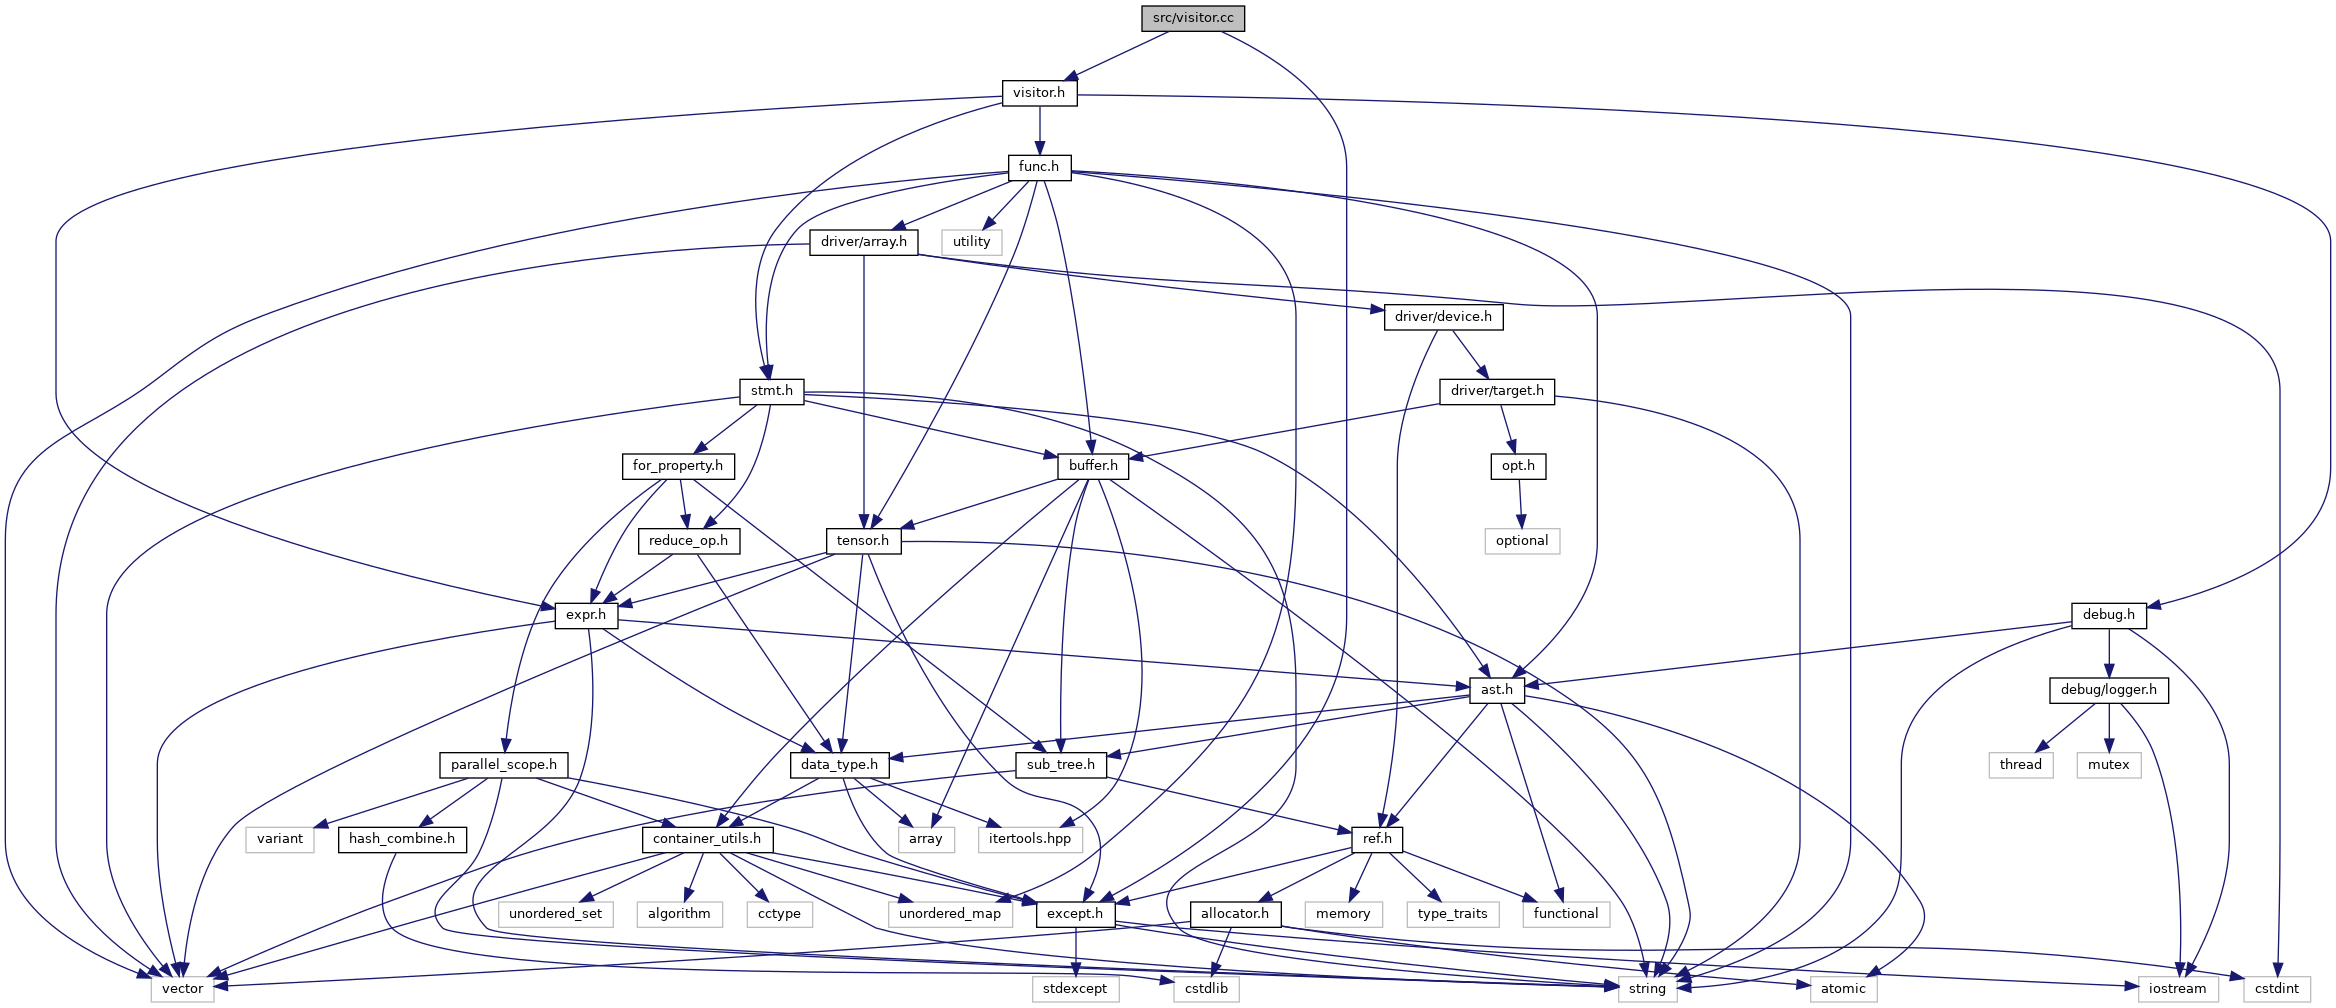 src/visitor.cc
visitor.h
func.h
driver/array.h
utility
driver/device.h
stmt.h
driver/target.h
for_property.h
buffer.h
opt.h
reduce_op.h
tensor.h
optional
expr.h
debug.h
ast.h
debug/logger.h
parallel_scope.h
data_type.h
sub_tree.h
thread
mutex
variant
hash_combine.h
container_utils.h
array
itertools.hpp
ref.h
unordered_set
algorithm
cctype
unordered_map
except.h
allocator.h
memory
type_traits
functional
vector
stdexcept
cstdlib
string
atomic
iostream
cstdint